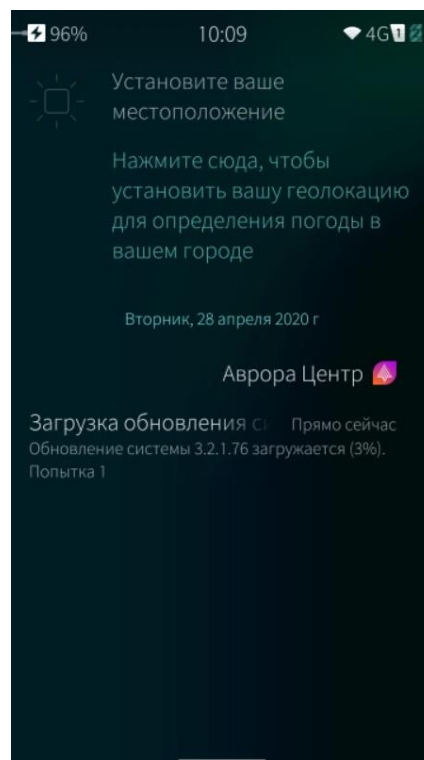 96% 10:09 4G 1
Установите ваше
местоположение
Нажмите сюда, чтобы
установить вашу геолокацию
для определения погоды в
вашем городе
Вторник, 28 апреля 2020 г
Аврора Центр
Загрузка обновления Прямо сейчас
Обновление системы 3.2.1.76 загружается (3%).
Попытка 1